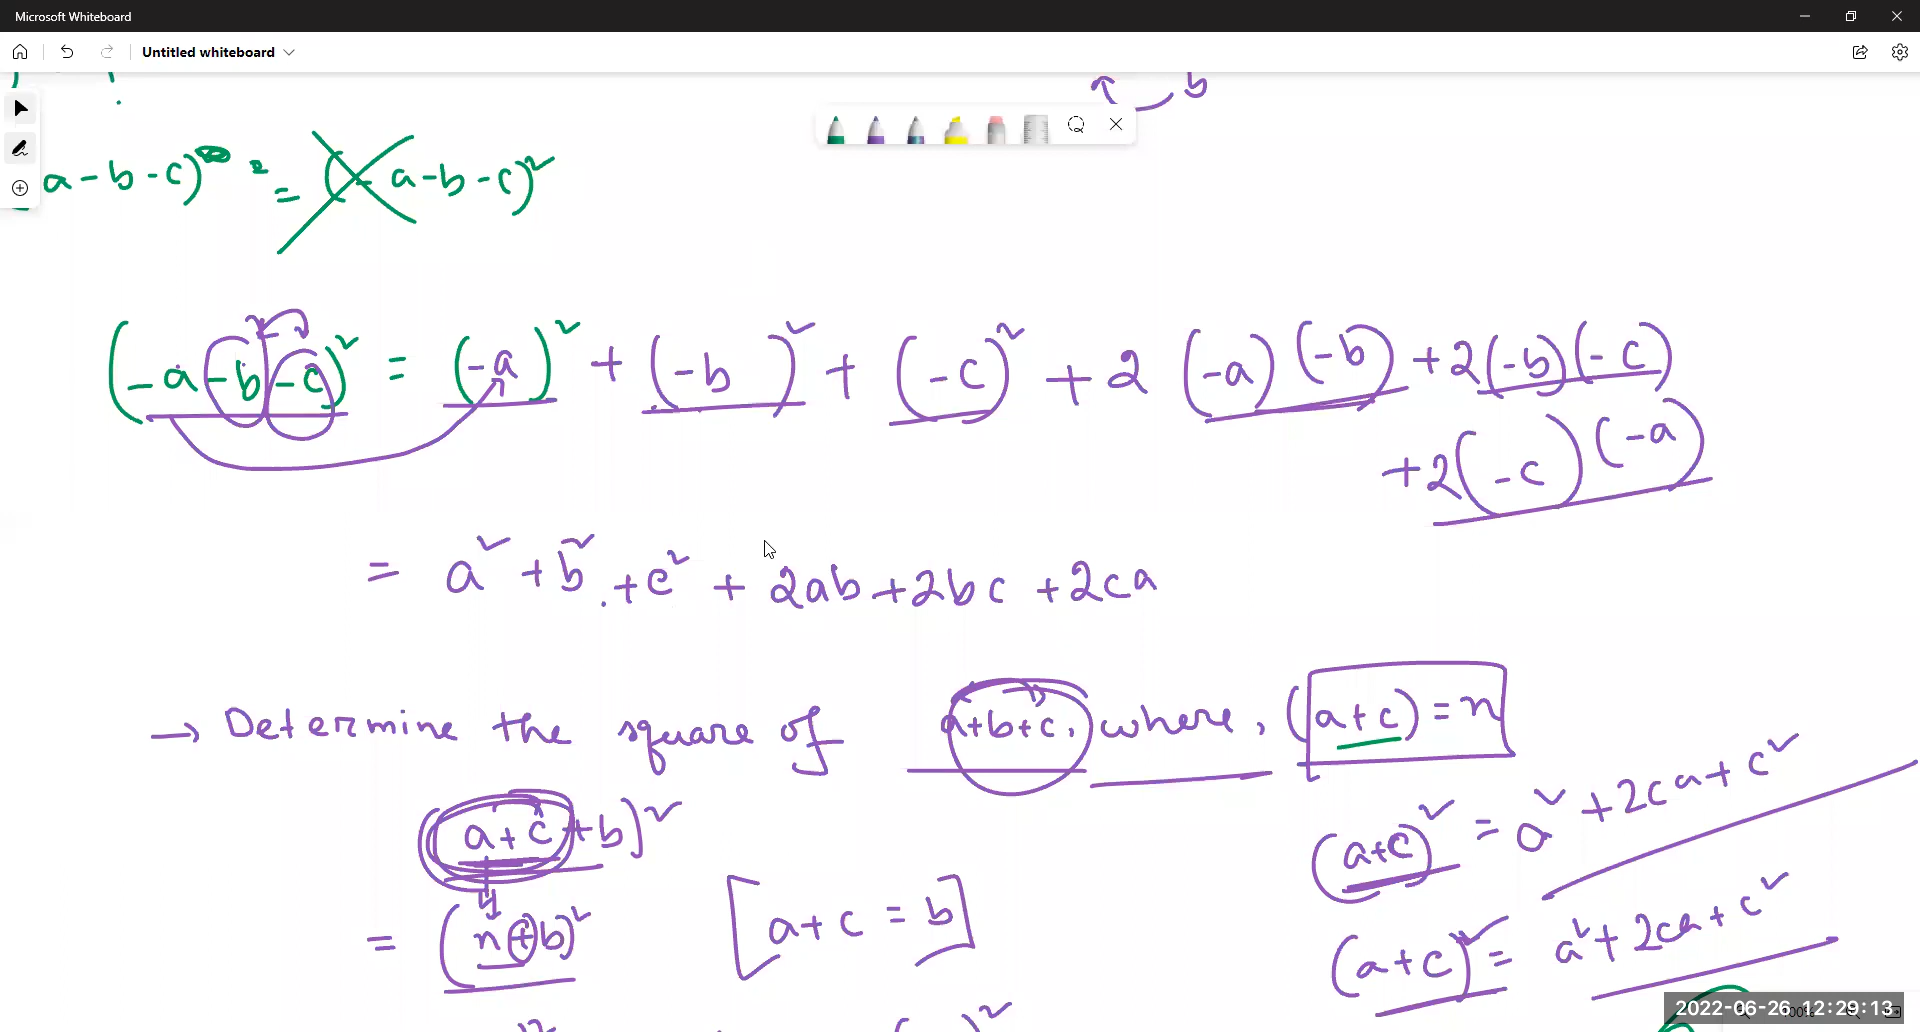 Microsoft Whiteboard
Untitled whiteboard
b
a-b-c)² = (-a-b-c)²
(-a-b-c)² = (-a)² + (-b)² + (-c)² + 2(-a)(-b) + 2(-b)(-c)
+2(-c)(-a)
= a² + b² + c² + 2ab + 2bc + 2ca
→ Determine the square of a+b+c, where, (a+c) = n
(a+c+b)²
(a+c)² = a² + 2ca + c²
= (n+b)² [a+c = b]
(a+c)² = a² + 2ca + c²
2022-06-26 12:29:13